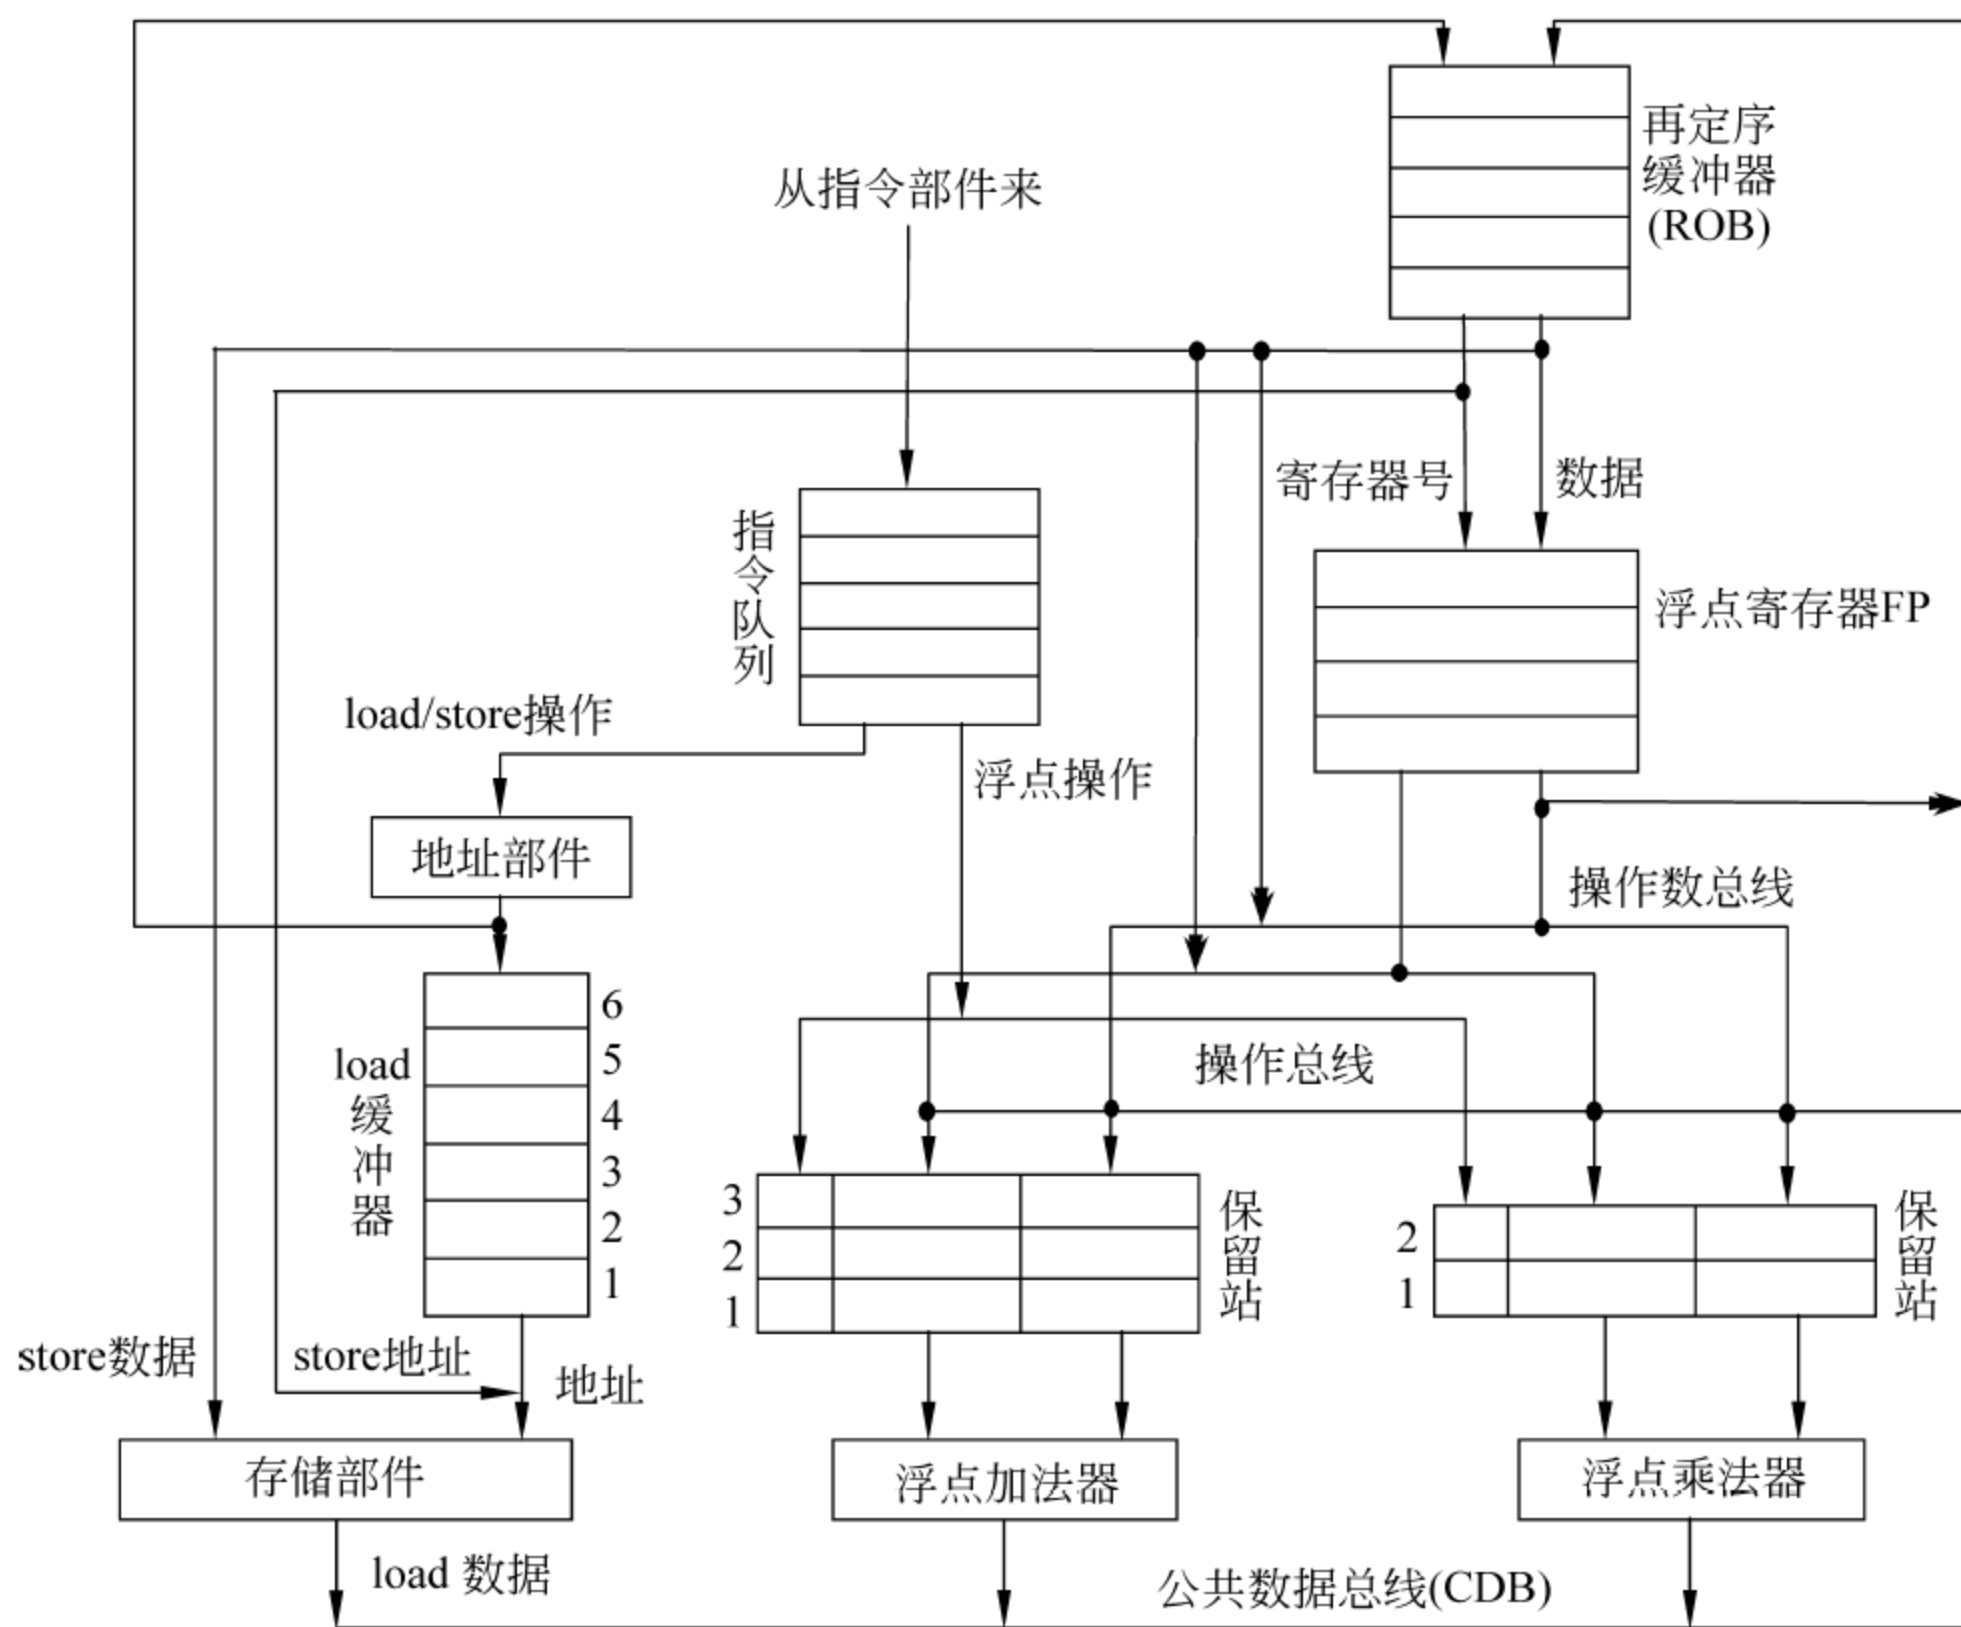 再定序
缓冲器
(ROB)
从指令部件来
寄存器号
数据
指令队列
浮点寄存器FP
load/store操作
浮点操作
地址部件
操作数总线
load
缓冲器
6
5
4
3
2
1
操作总线
3
2
1
保留站
2
1
保留站
store数据
store地址
地址
存储部件
浮点加法器
浮点乘法器
load 数据
公共数据总线(CDB)